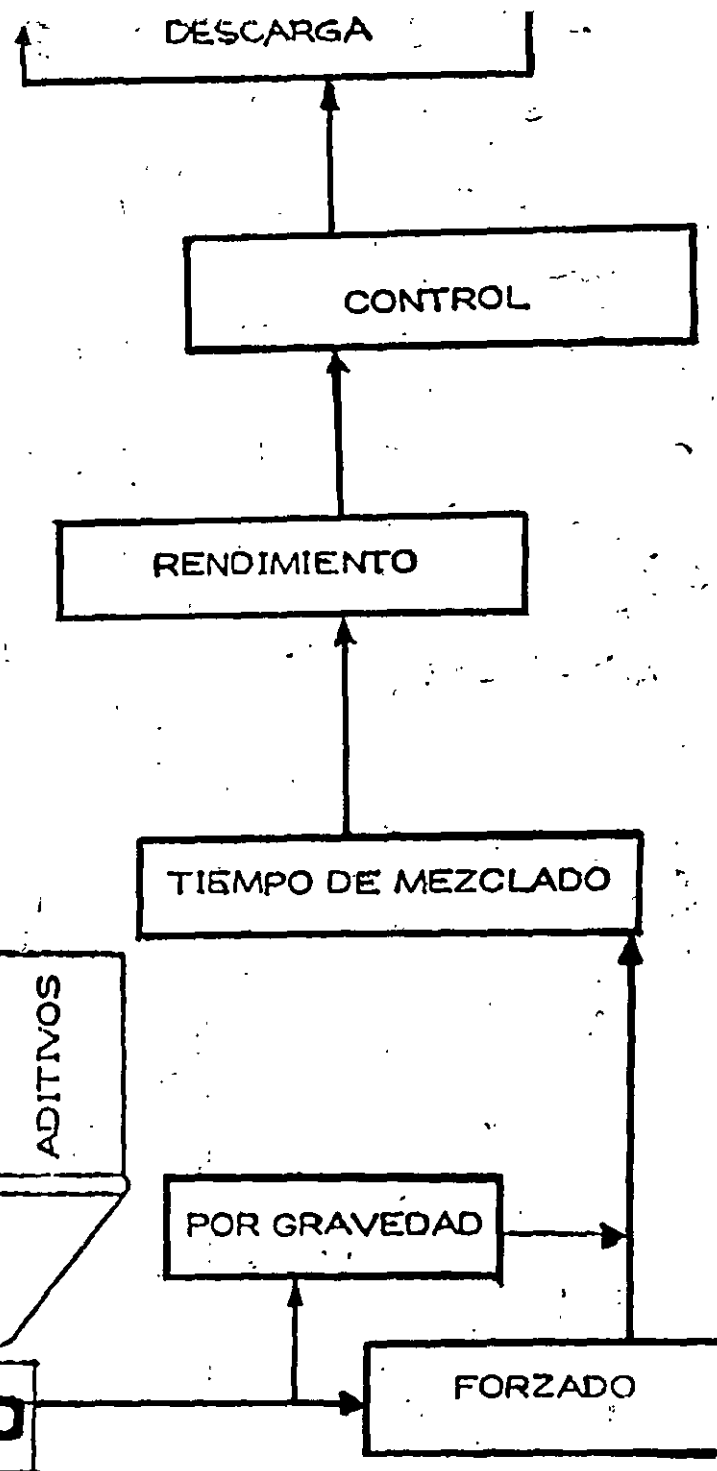 DESCARGA
CONTROL
RENDIMIENTO
TIEMPO DE MEZCLADO
ADITIVOS
POR GRAVEDAD
FORZADO